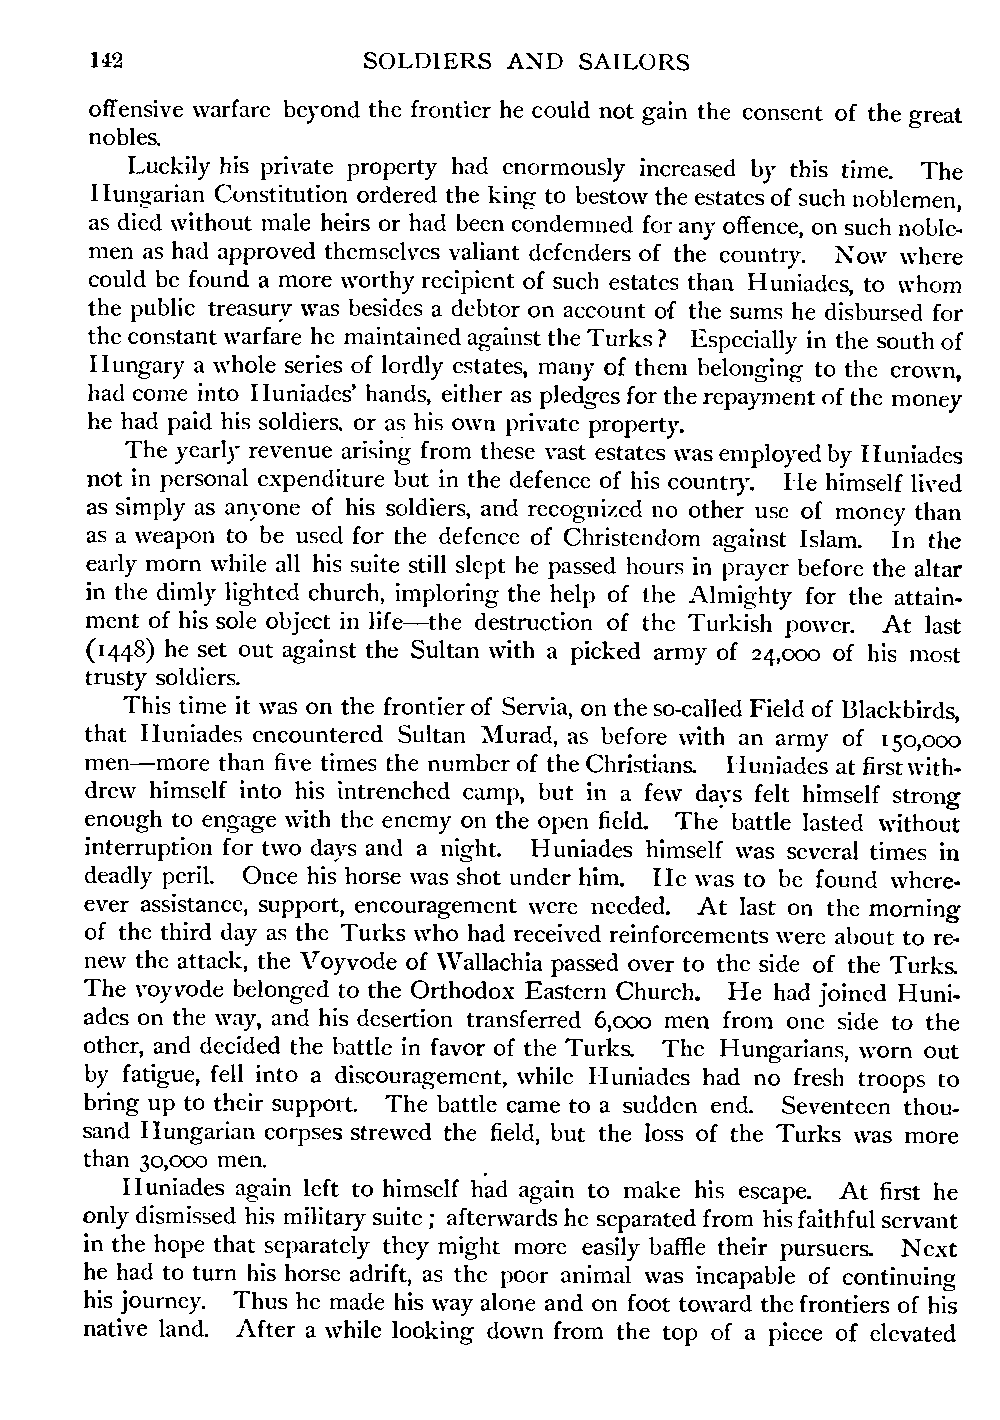 142 SOLDIERS AND SAILORS
offensive warfare beyond the frontier he could not gain the consent of the great
nobles.
Luckily his private property had enormously increased by this time. The
Hungarian Constitution ordered the king to bestow the estates of such noblemen,
as died without male heirs or had been condemned for any offence, on such noble-
men as had approved themselves valiant defenders of the country. Now where
could be found a more worthy recipient of such estates than Huniades, to whom
the public treasury was besides a debtor on account of the sums he disbursed for
the constant warfare he maintained against the Turks? Especially in the south of
Hungary a whole series of lordly estates, many of them belonging to the crown,
had come into Huniades' hands, either as pledges for the repayment of the money
he had paid his soldiers, or as his own private property.
The yearly revenue arising from these vast estates was employed by Huniades
not in personal expenditure but in the defence of his country. He himself lived
as simply as anyone of his soldiers, and recognized no other use of money than
as a weapon to be used for the defence of Christendom against Islam. In the
early morn while all his suite still slept he passed hours in prayer before the altar
in the dimly lighted church, imploring the help of the Almighty for the attain-
ment of his sole object in life—the destruction of the Turkish power. At last
(1448) he set out against the Sultan with a picked army of 24,000 of his most
trusty soldiers.
This time it was on the frontier of Servia, on the so-called Field of Blackbirds,
that Huniades encountered Sultan Murad, as before with an army of 150,000
men—more than five times the number of the Christians. Huniades at first with-
drew himself into his intrenched camp, but in a few days felt himself strong
enough to engage with the enemy on the open field. The battle lasted without
interruption for two days and a night. Huniades himself was several times in
deadly peril. Once his horse was shot under him. He was to be found where-
ever assistance, support, encouragement were needed. At last on the morning
of the third day as the Turks who had received reinforcements were about to re-
new the attack, the Voyvode of Wallachia passed over to the side of the Turks.
The voyvode belonged to the Orthodox Eastern Church. He had joined Huni-
ades on the way, and his desertion transferred 6,000 men from one side to the
other, and decided the battle in favor of the Turks. The Hungarians, worn out
by fatigue, fell into a discouragement, while Huniades had no fresh troops to
bring up to their support. The battle came to a sudden end. Seventeen thou-
sand Hungarian corpses strewed the field, but the loss of the Turks was more
than 30,000 men.
Huniades again left to himself had again to make his escape. At first he
only dismissed his military suite; afterwards he separated from his faithful servant
in the hope that separately they might more easily baffle their pursuers. Next
he had to turn his horse adrift, as the poor animal was incapable of continuing
his journey. Thus he made his way alone and on foot toward the frontiers of his
native land. After a while looking down from the top of a piece of elevated